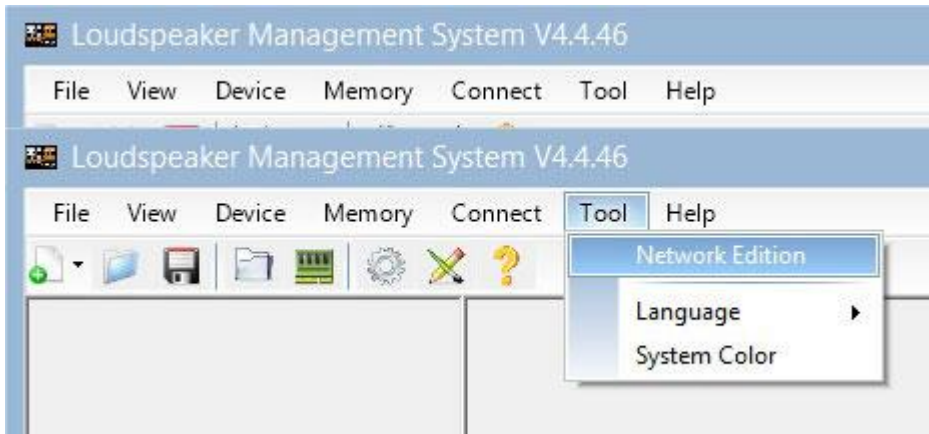 Loudspeaker Management System V4.4.46
File View Device Memory Connect Tool Help
Loudspeaker Management System V4.4.46
File View Device Memory Connect Tool Help
Network Edition
Language
System Color